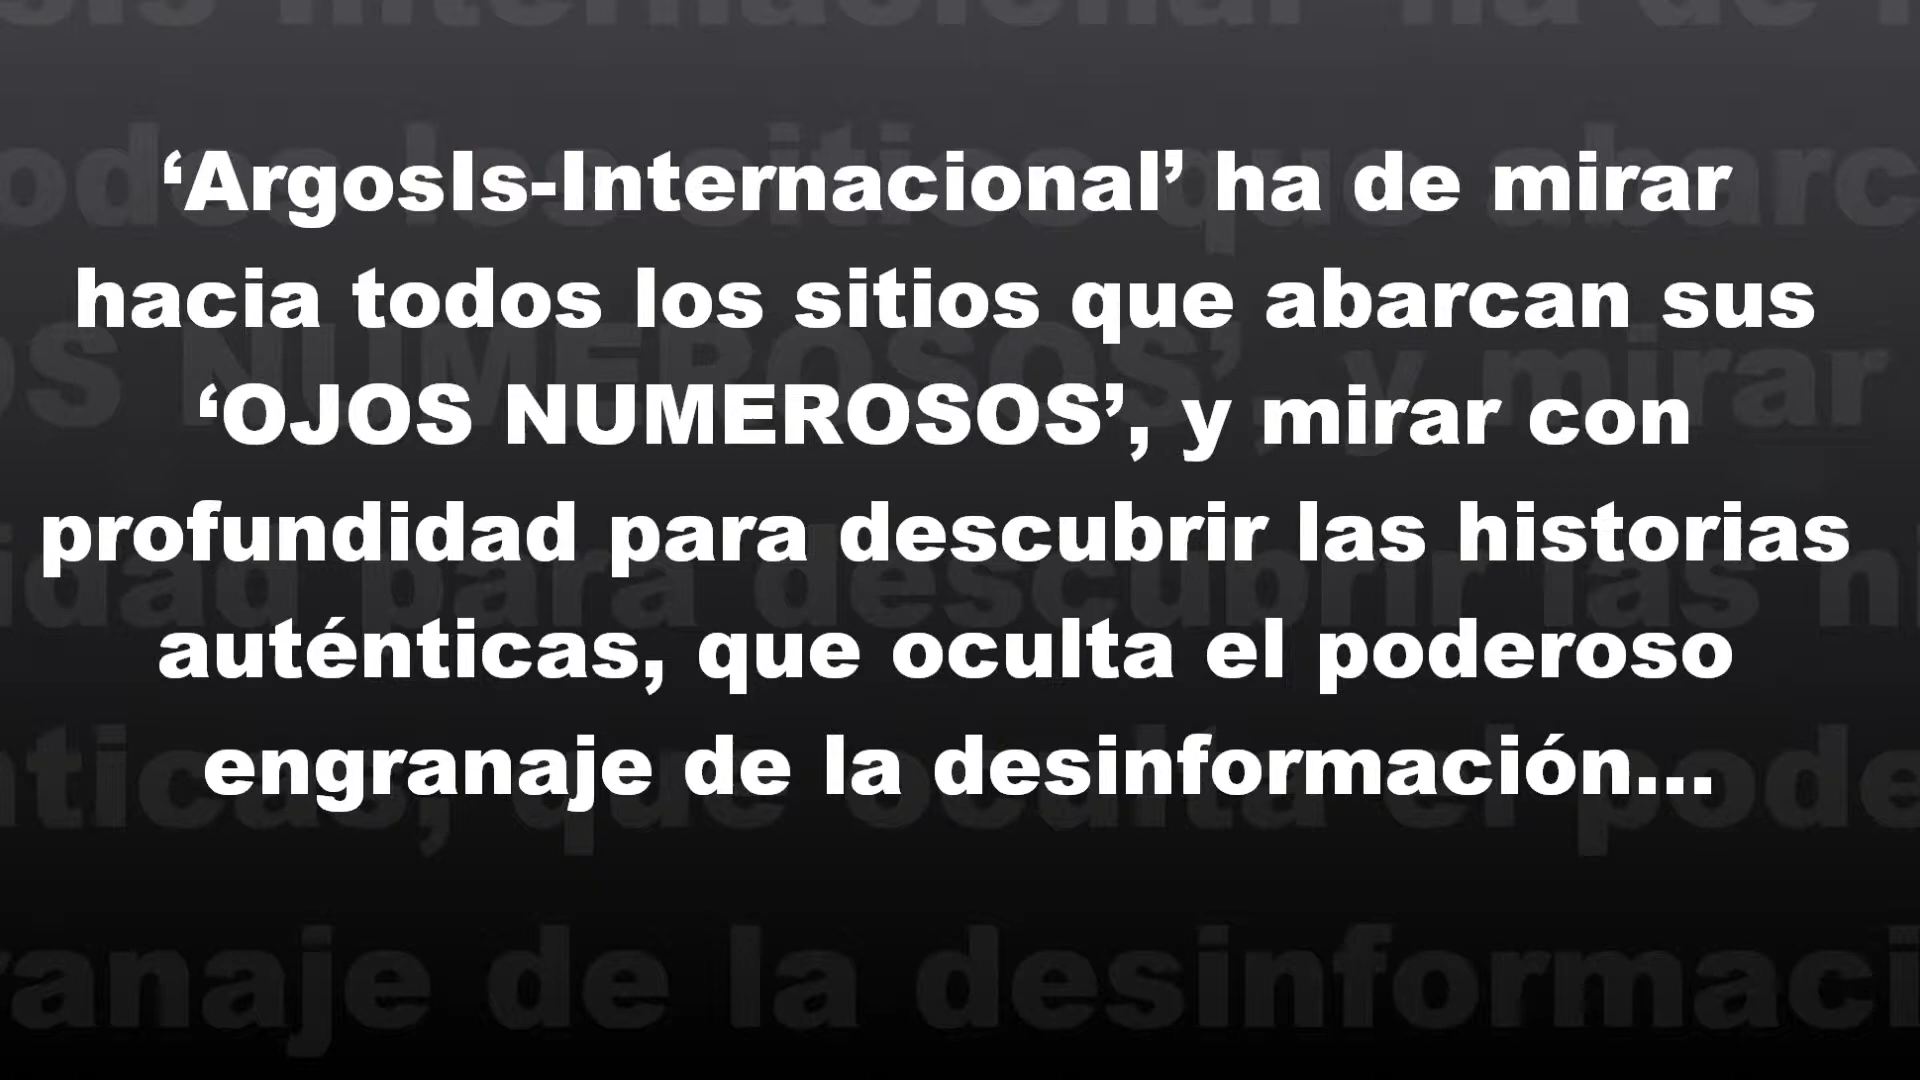 ‘ArgosIs-Internacional’ ha de mirar
hacia todos los sitios que abarcan sus
‘OJOS NUMEROSOS’, y mirar con
profundidad para descubrir las historias
auténticas, que oculta el poderoso
engranaje de la desinformación...